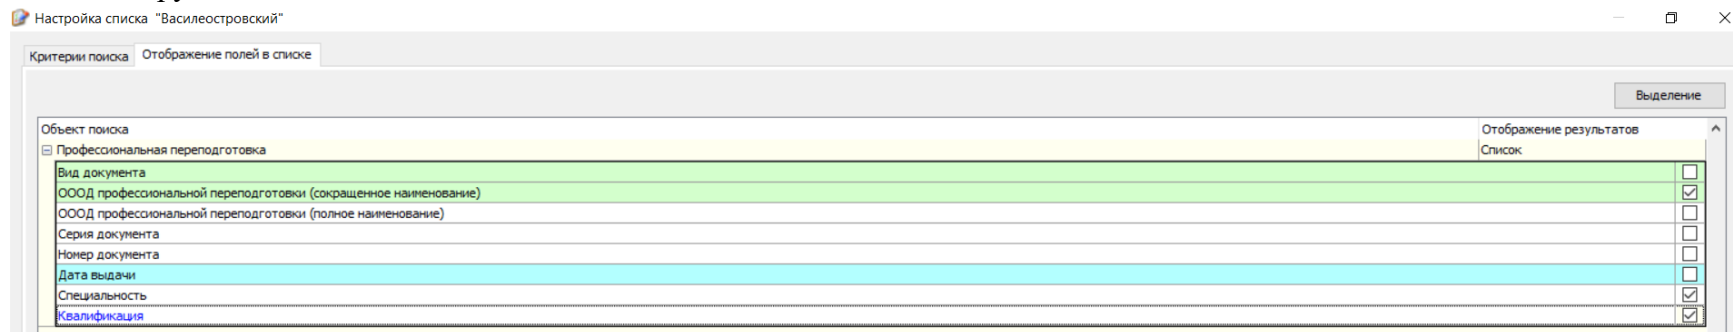 Настройка списка "Василеостровский"
Критерии поиска Отображение полей в списке
Выделение
Объект поиска Отображение результатов
Профессиональная переподготовка Список
Вид документа
ОООД профессиональной переподготовки (сокращенное наименование)
ОООД профессиональной переподготовки (полное наименование)
Серия документа
Номер документа
Дата выдачи
Специальность
Квалификация